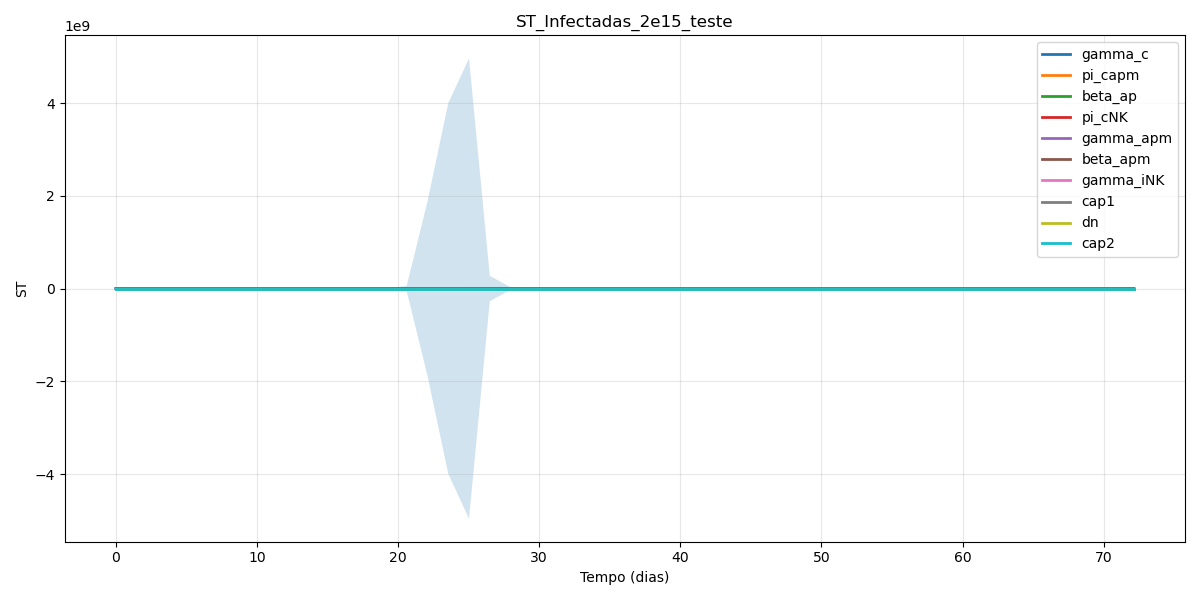 ST_Infectadas_2e15_teste
1e9
4
2
0
−2
−4
ST
0
10
20
30
40
50
60
70
Tempo (dias)
gamma_c
pi_capm
beta_ap
pi_cNK
gamma_apm
beta_apm
gamma_iNK
cap1
dn
cap2